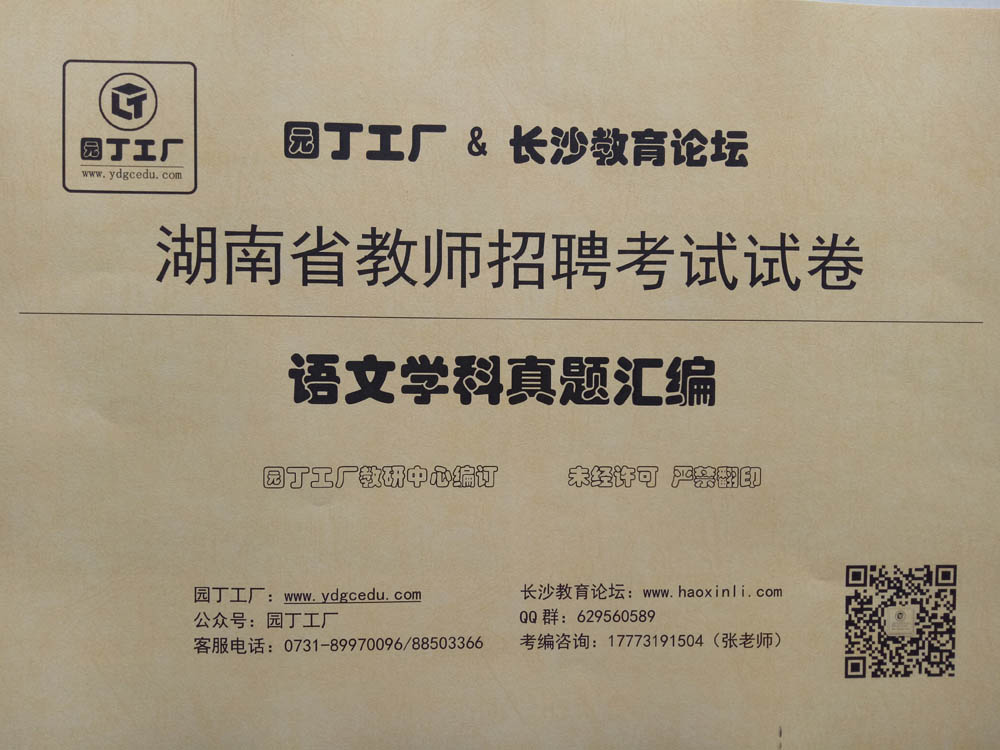 LT
园丁工厂
www.ydgcedu.com
园丁工厂 & 长沙教育论坛
湖南省教师招聘考试试卷
语文学科真题汇编
园丁工厂教研中心编订 未经许可 严禁翻印
园丁工厂：www.ydgcedu.com
公众号：园丁工厂
客服电话：0731-89970096/88503366
长沙教育论坛：www.haoxinli.com
QQ群：629560589
考编咨询：17773191504（张老师）